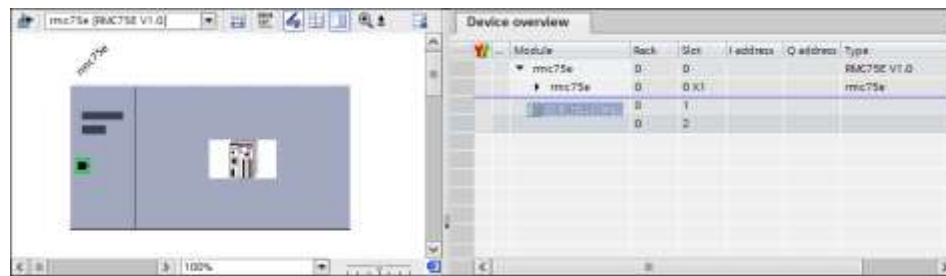 rmc75e [RMC75E V1.0]
rmc75e
100%
Device overview
... Module Rack Slot I address Q address Type
rmc75e 0 0 RMC75E V1.0
rmc75e 0 0 X1 rmc75e
0 1
0 2